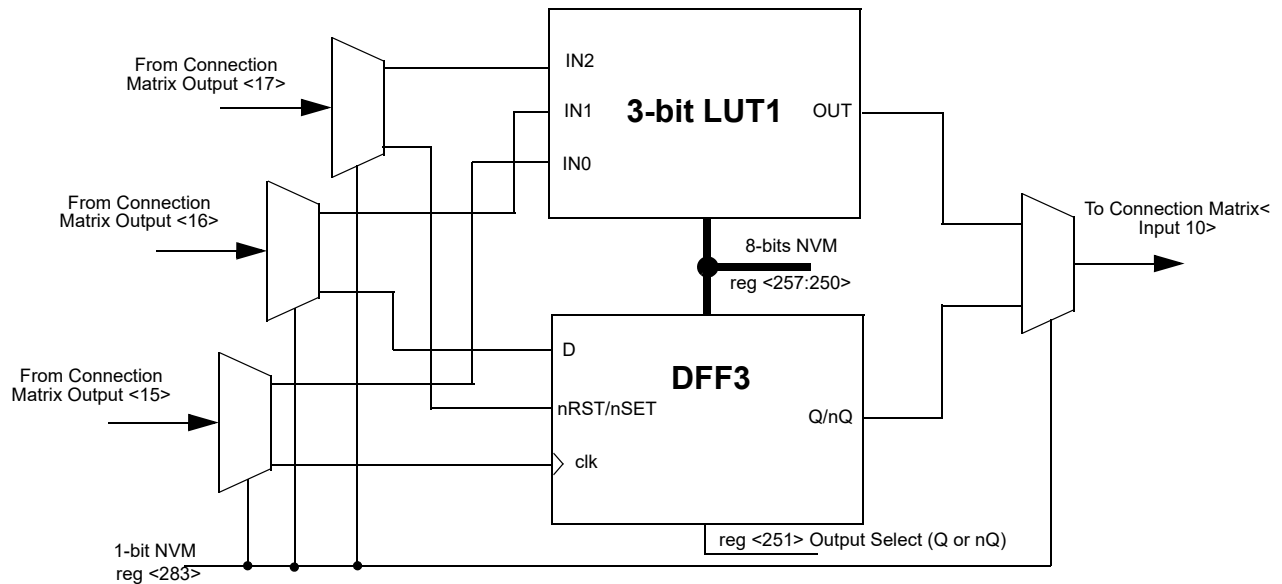 From Connection
Matrix Output <17>
IN2
IN1
IN0
3-bit LUT1
OUT
From Connection
Matrix Output <16>
To Connection Matrix<
Input 10>
8-bits NVM
reg <257:250>
From Connection
Matrix Output <15>
D
nRST/nSET
clk
DFF3
Q/nQ
reg <251> Output Select (Q or nQ)
1-bit NVM
reg <283>